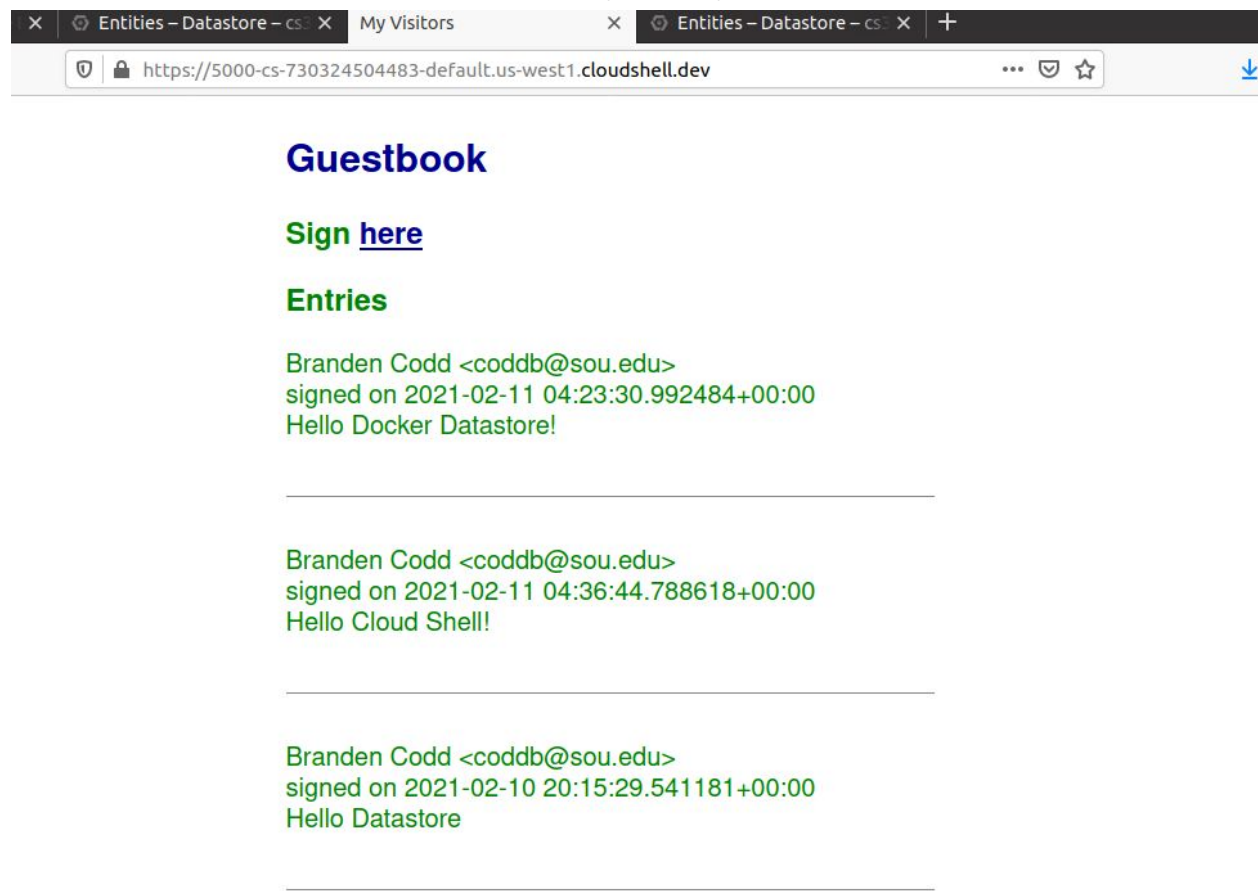 Entities – Datastore – cs3
My Visitors
Entities – Datastore – cs3
https://5000-cs-730324504483-default.us-west1.cloudshell.dev
Guestbook
Sign here
Entries
Branden Codd <coddb@sou.edu>
signed on 2021-02-11 04:23:30.992484+00:00
Hello Docker Datastore!
Branden Codd <coddb@sou.edu>
signed on 2021-02-11 04:36:44.788618+00:00
Hello Cloud Shell!
Branden Codd <coddb@sou.edu>
signed on 2021-02-10 20:15:29.541181+00:00
Hello Datastore